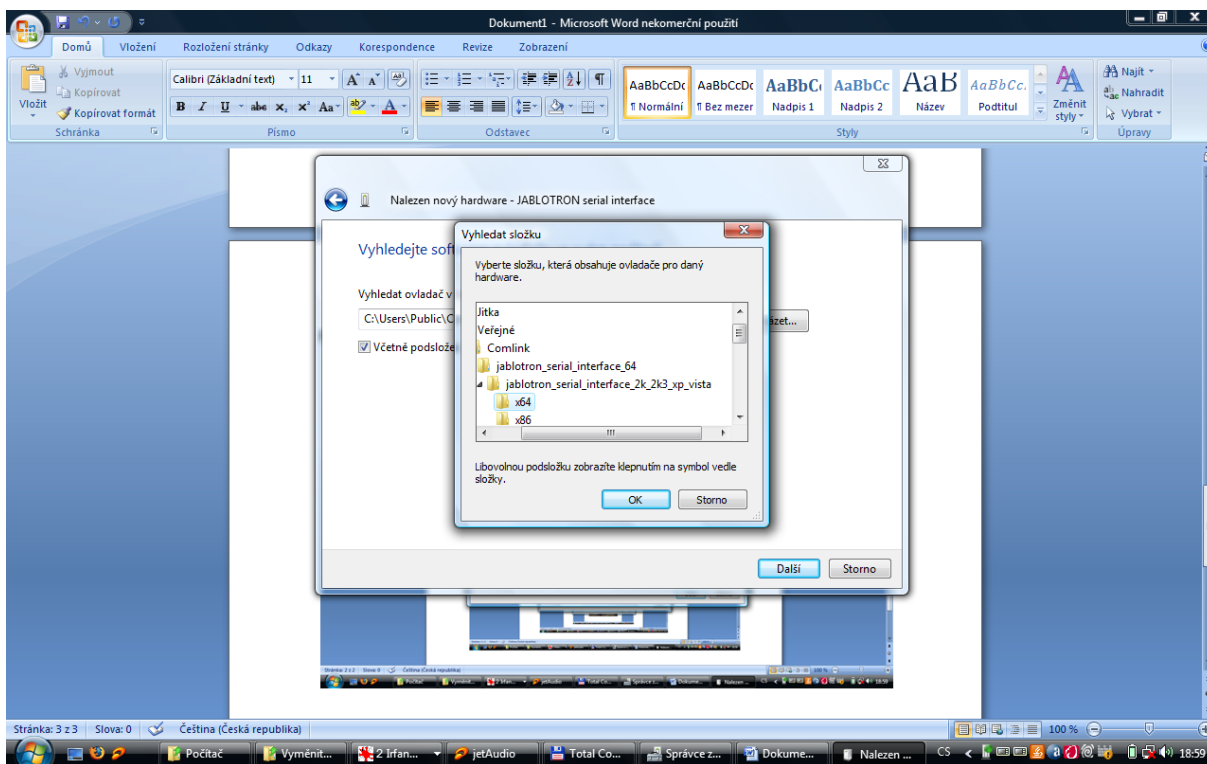 Dokument1 - Microsoft Word nekomerční použití
Domů Vložení Rozložení stránky Odkazy Korespondence Revize Zobrazení
Vložit
Vyjmout
Kopírovat
Kopírovat formát
Schránka
Calibri (Základní text) 11
Písmo
Odstavec
AaBbCcDc AaBbCcDc AaBbC AaBbCc AaB AaBbCc.
¶ Normální ¶ Bez mezer Nadpis 1 Nadpis 2 Název Podtitul
Změnit
styly
Styly
Najít
Nahradit
Vybrat
Úpravy
Nalezen nový hardware - JABLOTRON serial interface
Vyhledejte soft
Vyhledat ovladač v
C:\Users\Public\C
ázet...
Včetně podslože
Vyhledat složku
Vyberte složku, která obsahuje ovladače pro daný
hardware.
Jitka
Veřejné
Comlink
jablotron_serial_interface_64
jablotron_serial_interface_2k_2k3_xp_vista
x64
x86
Libovolnou podsložku zobrazíte klepnutím na symbol vedle
složky.
OK Storno
Další Storno
Stránka: 3 z 3 Slova: 0 Čeština (Česká republika) 100 %
Počítač Vyměnit... 2 Irfan... jetAudio Total Co... Správce z... Dokume... Nalezen ... CS 18:59